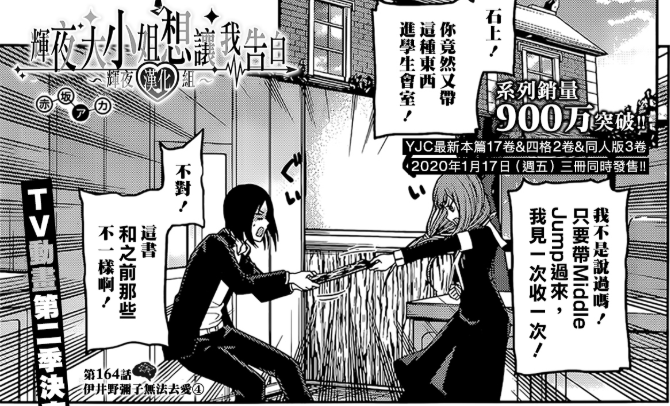 輝夜大小姐想讓我告白
~輝夜漢化組~
赤坂アカ
石上！
你竟然又帶
這種東西
進學生會室！
系列銷量
900万突破!!
YJC最新本篇17卷&四格2卷&同人版3卷
2020年1月17日（週五）三冊同時發售!!
我不是說過嗎！
只要帶Middle
Jump過來，
我見一次收一次！
不對！
這書
和之前那些
不一樣啊！
TV動畫第二季決
第164話
伊井野彌子無法去愛④